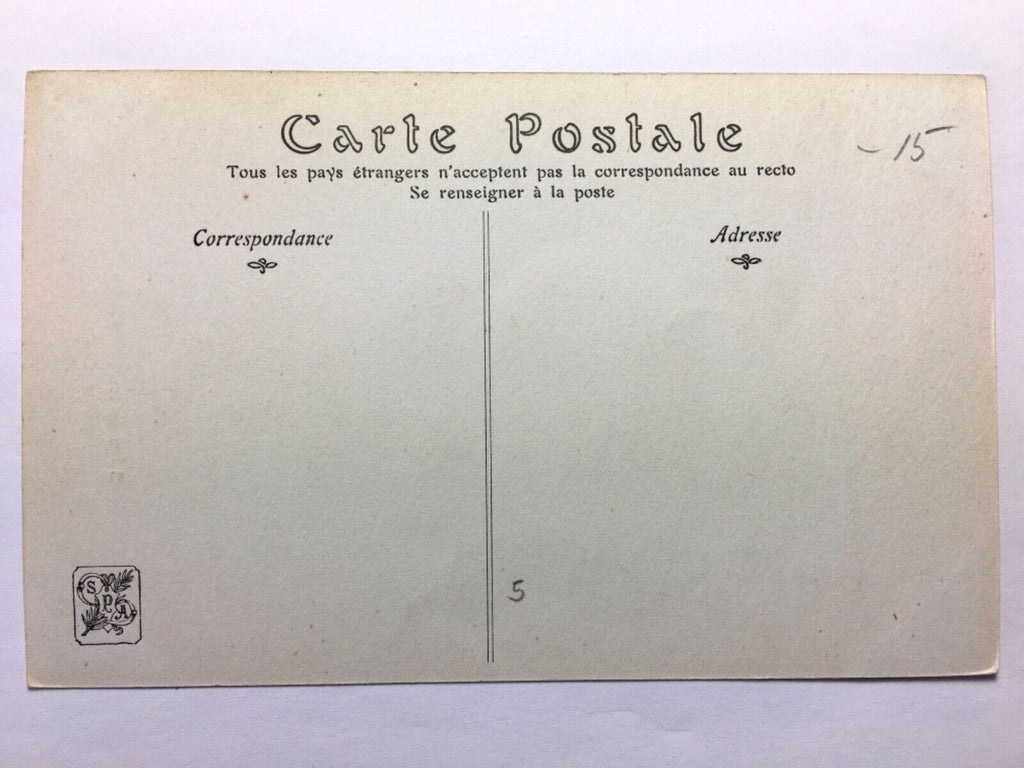 Carte Postale
- 15
Tous les pays étrangers n'acceptent pas la correspondance au recto
Se renseigner à la poste
Correspondance
Adresse
S
P
A
5